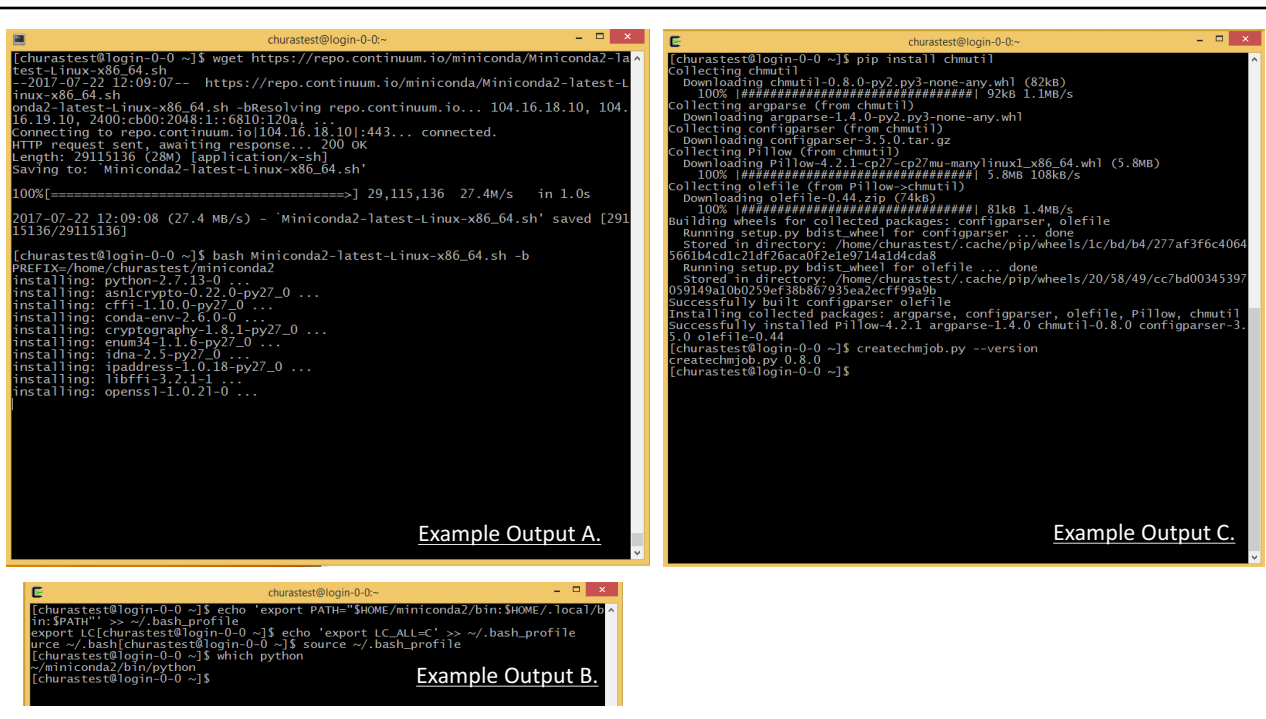 churastest@login-0-0:~
[churastest@login-0-0 ~]$ wget https://repo.continuum.io/miniconda/Miniconda2-la
test-Linux-x86_64.sh
--2017-07-22 12:09:07-- https://repo.continuum.io/miniconda/Miniconda2-latest-L
inux-x86_64.sh
onda2-latest-Linux-x86_64.sh -bResolving repo.continuum.io... 104.16.18.10, 104.
16.19.10, 2400:cb00:2048:1::6810:120a, ...
Connecting to repo.continuum.io|104.16.18.10|:443... connected.
HTTP request sent, awaiting response... 200 OK
Length: 29115136 (28M) [application/x-sh]
Saving to: `Miniconda2-latest-Linux-x86_64.sh'
100%[======================================>] 29,115,136 27.4M/s in 1.0s
2017-07-22 12:09:08 (27.4 MB/s) - `Miniconda2-latest-Linux-x86_64.sh' saved [291
15136/29115136]
[churastest@login-0-0 ~]$ bash Miniconda2-latest-Linux-x86_64.sh -b
PREFIX=/home/churastest/miniconda2
installing: python-2.7.13-0 ...
installing: asn1crypto-0.22.0-py27_0 ...
installing: cffi-1.10.0-py27_0 ...
installing: conda-env-2.6.0-0 ...
installing: cryptography-1.8.1-py27_0 ...
installing: enum34-1.1.6-py27_0 ...
installing: idna-2.5-py27_0 ...
installing: ipaddress-1.0.18-py27_0 ...
installing: libffi-3.2.1-1 ...
installing: openssl-1.0.2l-0 ...
Example Output A.
churastest@login-0-0:~
[churastest@login-0-0 ~]$ pip install chmutil
Collecting chmutil
Downloading chmutil-0.8.0-py2.py3-none-any.whl (82kB)
100% |################################| 92kB 1.1MB/s
Collecting argparse (from chmutil)
Downloading argparse-1.4.0-py2.py3-none-any.whl
Collecting configparser (from chmutil)
Downloading configparser-3.5.0.tar.gz
Collecting Pillow (from chmutil)
Downloading Pillow-4.2.1-cp27-cp27mu-manylinux1_x86_64.whl (5.8MB)
100% |################################| 5.8MB 108kB/s
Collecting olefile (from Pillow->chmutil)
Downloading olefile-0.44.zip (74kB)
100% |################################| 81kB 1.4MB/s
Building wheels for collected packages: configparser, olefile
Running setup.py bdist_wheel for configparser ... done
Stored in directory: /home/churastest/.cache/pip/wheels/1c/bd/b4/277af3f6c4064
5661b4cd1c21df26aca0f2e1e9714a1d4cda8
Running setup.py bdist_wheel for olefile ... done
Stored in directory: /home/churastest/.cache/pip/wheels/20/58/49/cc7bd00345397
059149a10b0259ef38b867935ea2ecff99a9b
Successfully built configparser olefile
Installing collected packages: argparse, configparser, olefile, Pillow, chmutil
Successfully installed Pillow-4.2.1 argparse-1.4.0 chmutil-0.8.0 configparser-3.
5.0 olefile-0.44
[churastest@login-0-0 ~]$ createchmjob.py --version
createchmjob.py 0.8.0
[churastest@login-0-0 ~]$
Example Output C.
churastest@login-0-0:~
[churastest@login-0-0 ~]$ echo 'export PATH="$HOME/miniconda2/bin:$HOME/.local/b
in:$PATH"' >> ~/.bash_profile
export LC[churastest@login-0-0 ~]$ echo 'export LC_ALL=C' >> ~/.bash_profile
urce ~/.bash[churastest@login-0-0 ~]$ source ~/.bash_profile
[churastest@login-0-0 ~]$ which python
~/miniconda2/bin/python
[churastest@login-0-0 ~]$
Example Output B.